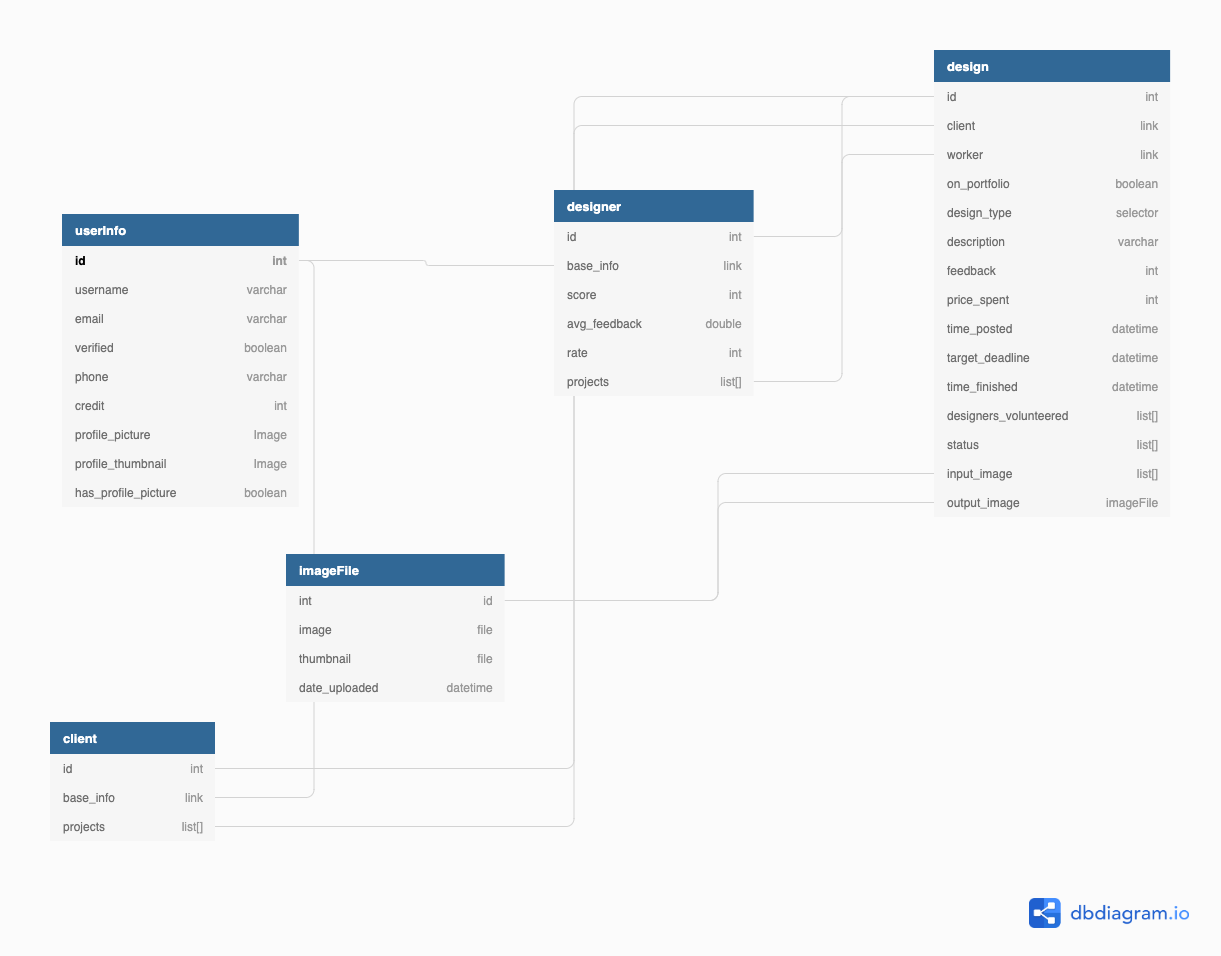 design
id int
client link
worker link
on_portfolio boolean
design_type selector
description varchar
feedback int
price_spent int
time_posted datetime
target_deadline datetime
time_finished datetime
designers_volunteered list[]
status list[]
input_image list[]
output_image imageFile
designer
id int
base_info link
score int
avg_feedback double
rate int
projects list[]
userInfo
id int
username varchar
email varchar
verified boolean
phone varchar
credit int
profile_picture Image
profile_thumbnail Image
has_profile_picture boolean
imageFile
int id
image file
thumbnail file
date_uploaded datetime
client
id int
base_info link
projects list[]
dbdiagram.io